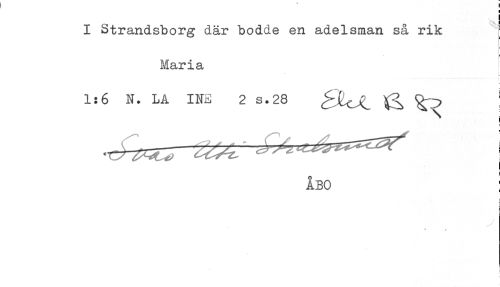 I Strandsborg där bodde en adelsman så rik
Maria
1:6 N. LA INE 2 s.28 Ekl B 82
Svao Uti Stralsund
ÅBO